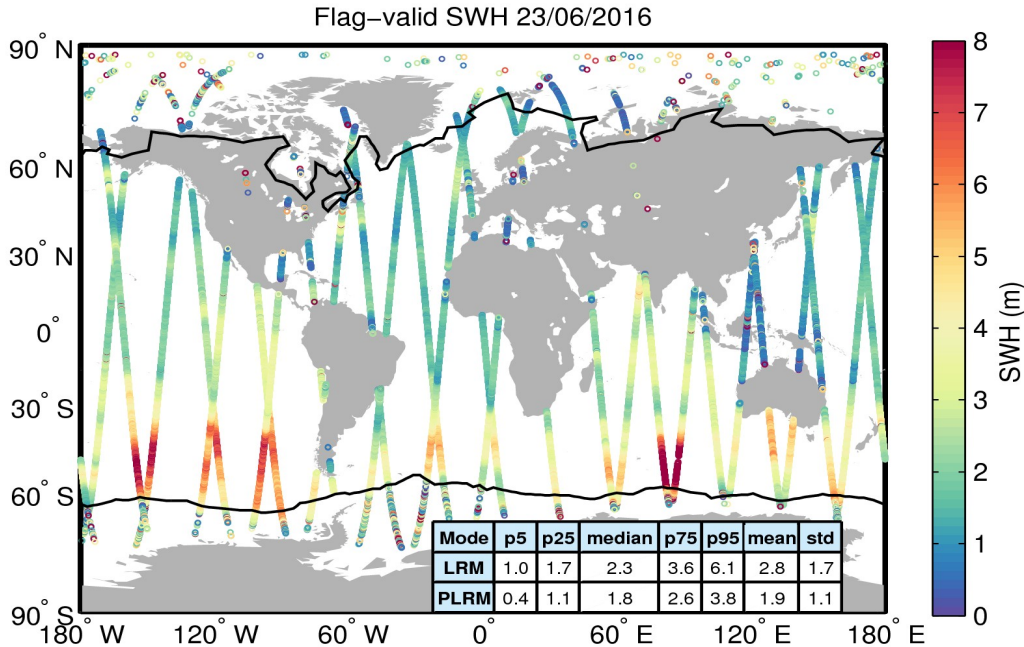 Flag−valid SWH 23/06/2016
90° N
60° N
30° N
0°
30° S
60° S
90° S
180° W
120° W
60° W
0°
60° E
120° E
180° E
Mode p5 p25 median p75 p95 mean std
LRM 1.0 1.7 2.3 3.6 6.1 2.8 1.7
PLRM 0.4 1.1 1.8 2.6 3.8 1.9 1.1
8
7
6
5
4
3
2
1
0
SWH (m)